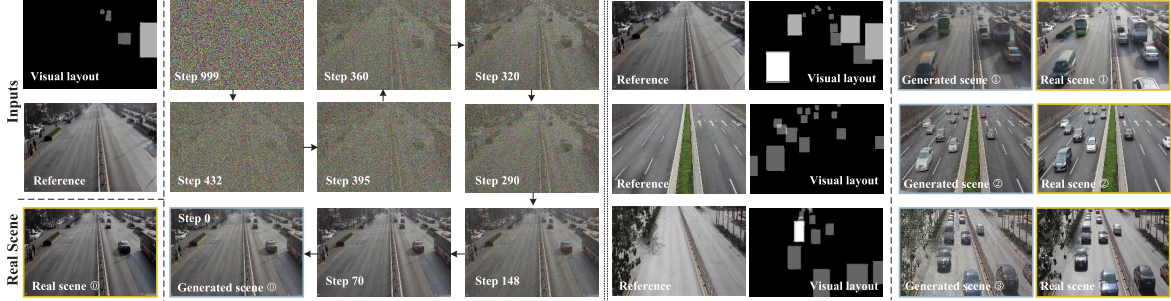 Inputs
Real Scene
Visual layout
Reference
Real scene ⓪
Step 999
Step 360
Step 320
Step 432
Step 395
Step 290
Step 0
Generated scene ⓪
Step 70
Step 148
Reference
Visual layout
Generated scene ①
Real scene ①
Reference
Visual layout
Generated scene ②
Real scene ②
Reference
Visual layout
Generated scene ③
Real scene